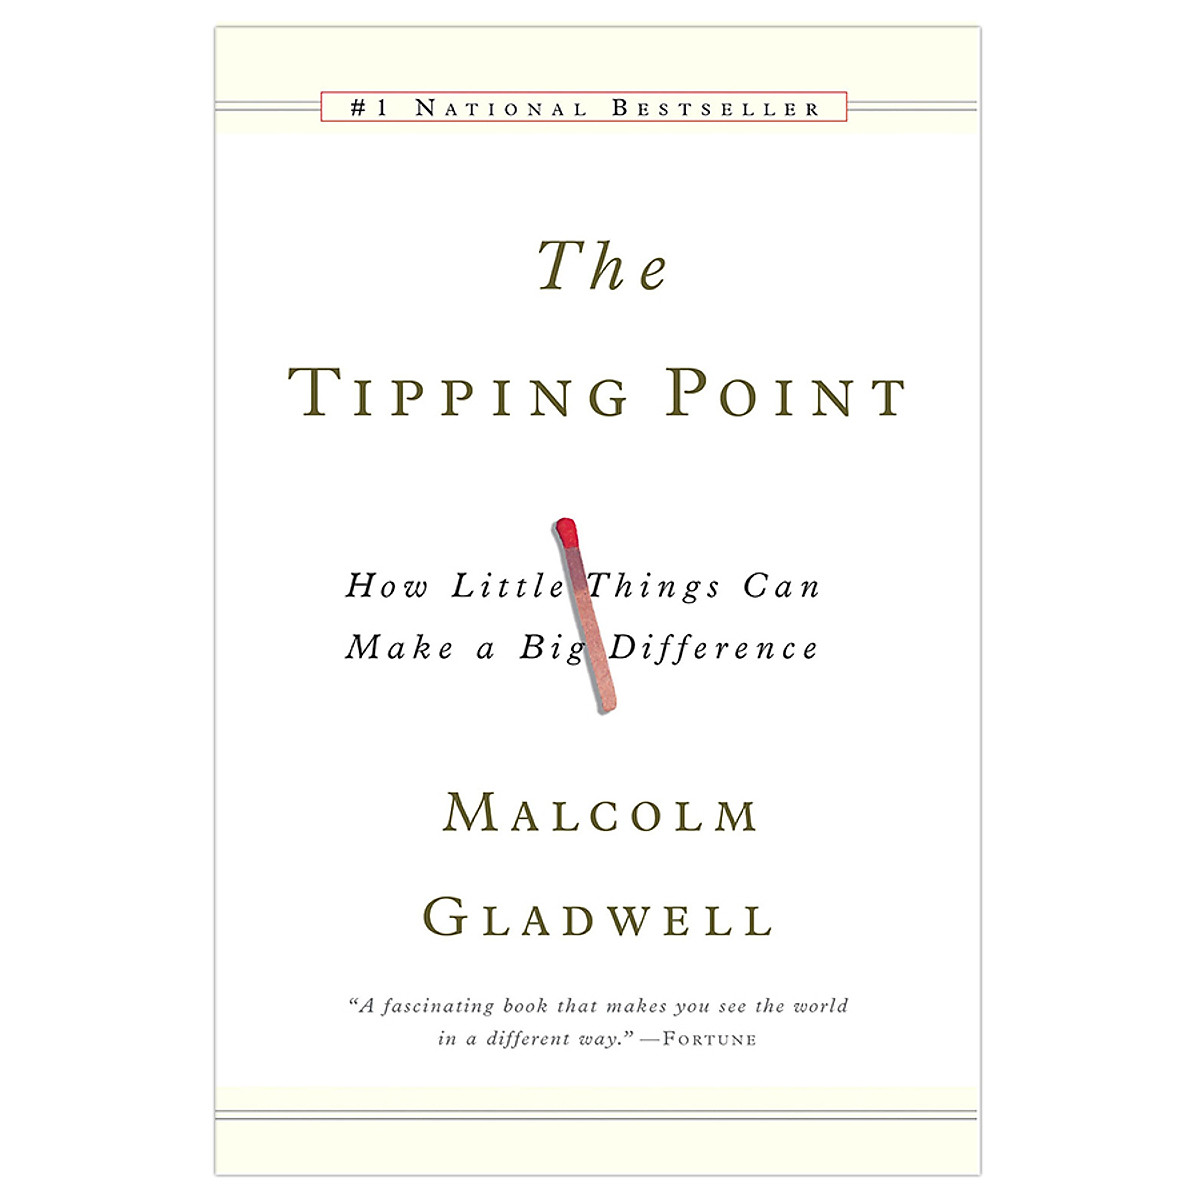 #1 National Bestseller
The
Tipping Point
How Little Things Can
Make a Big Difference
Malcolm
Gladwell
“A fascinating book that makes you see the world
in a different way.” —Fortune